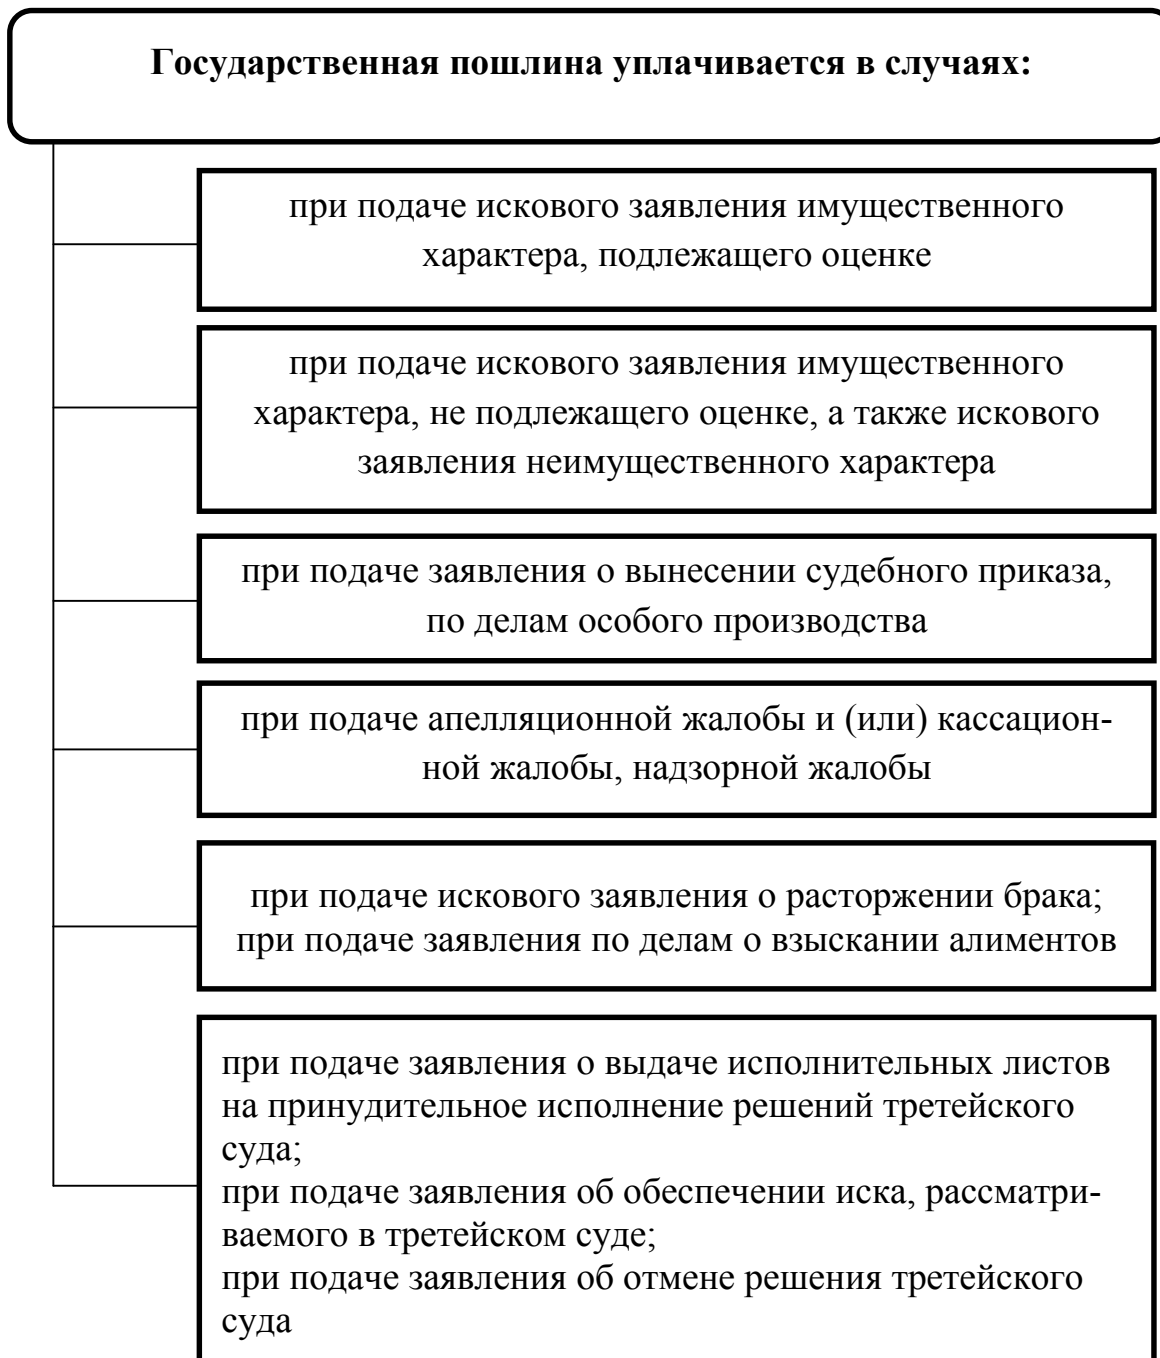 Государственная пошлина уплачивается в случаях:
при подаче искового заявления имущественного
характера, подлежащего оценке
при подаче искового заявления имущественного
характера, не подлежащего оценке, а также искового
заявления неимущественного характера
при подаче заявления о вынесении судебного приказа,
по делам особого производства
при подаче апелляционной жалобы и (или) кассацион-
ной жалобы, надзорной жалобы
при подаче искового заявления о расторжении брака;
при подаче заявления по делам о взыскании алиментов
при подаче заявления о выдаче исполнительных листов
на принудительное исполнение решений третейского
суда;
при подаче заявления об обеспечении иска, рассматри-
ваемого в третейском суде;
при подаче заявления об отмене решения третейского
суда